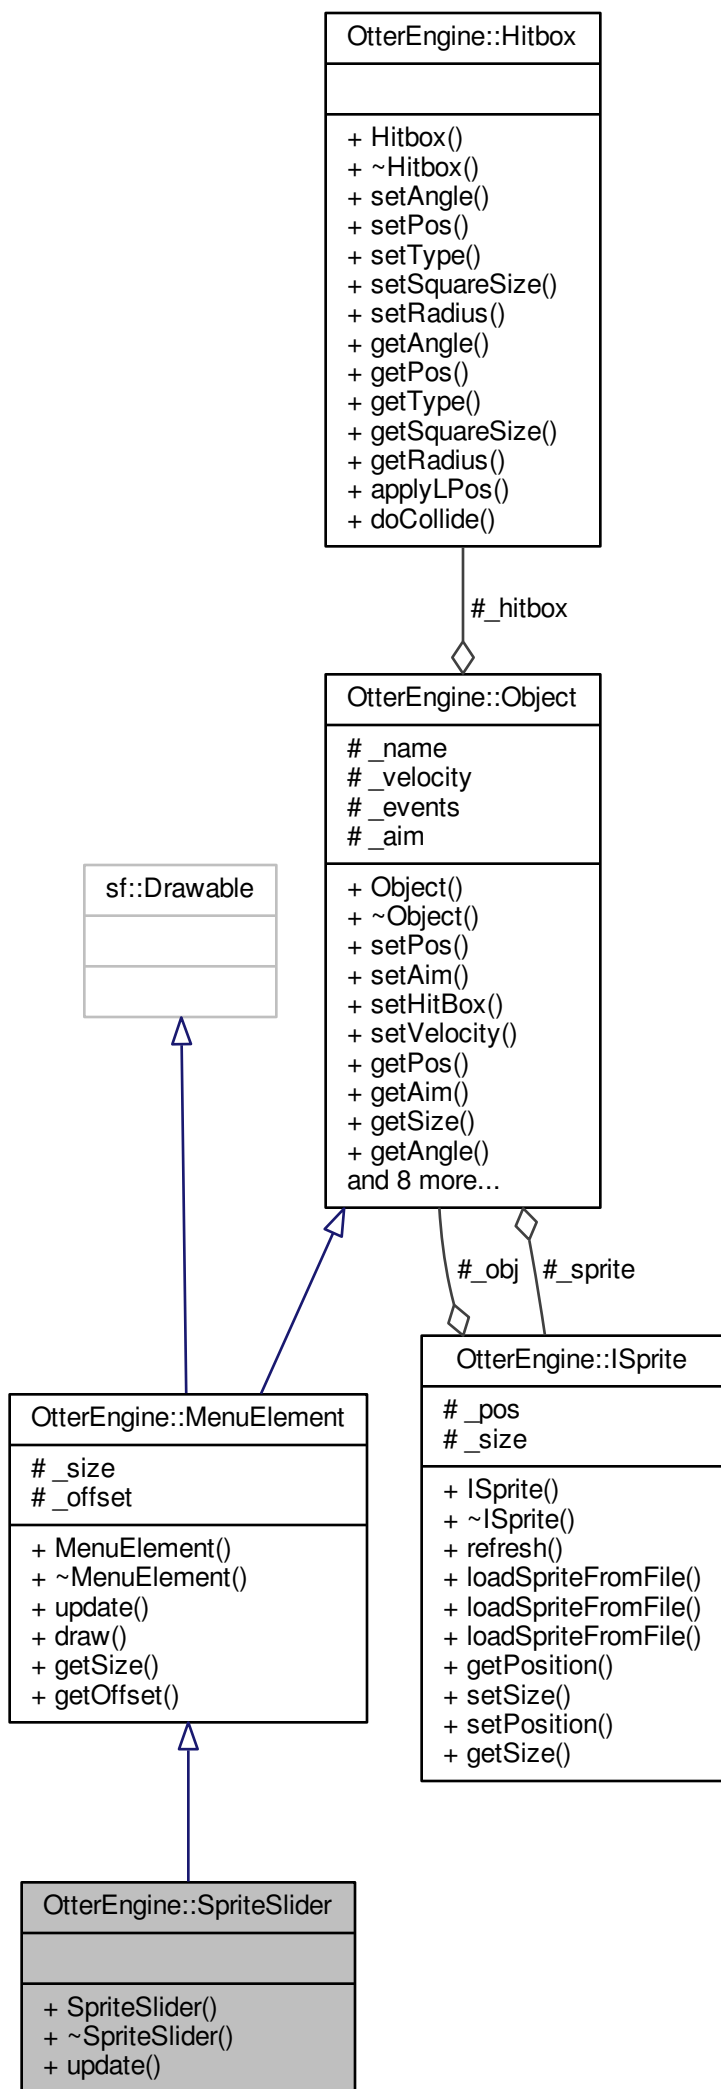 OtterEngine::Hitbox
+ Hitbox()
+ ~Hitbox()
+ setAngle()
+ setPos()
+ setType()
+ setSquareSize()
+ setRadius()
+ getAngle()
+ getPos()
+ getType()
+ getSquareSize()
+ getRadius()
+ applyLPos()
+ doCollide()
#_hitbox
OtterEngine::Object
# _name
# _velocity
# _events
# _aim
+ Object()
+ ~Object()
+ setPos()
+ setAim()
+ setHitBox()
+ setVelocity()
+ getPos()
+ getAim()
+ getSize()
+ getAngle()
and 8 more...
sf::Drawable
#_obj
#_sprite
OtterEngine::ISprite
# _pos
# _size
+ ISprite()
+ ~ISprite()
+ refresh()
+ loadSpriteFromFile()
+ loadSpriteFromFile()
+ loadSpriteFromFile()
+ getPosition()
+ setSize()
+ setPosition()
+ getSize()
OtterEngine::MenuElement
# _size
# _offset
+ MenuElement()
+ ~MenuElement()
+ update()
+ draw()
+ getSize()
+ getOffset()
OtterEngine::SpriteSlider
+ SpriteSlider()
+ ~SpriteSlider()
+ update()